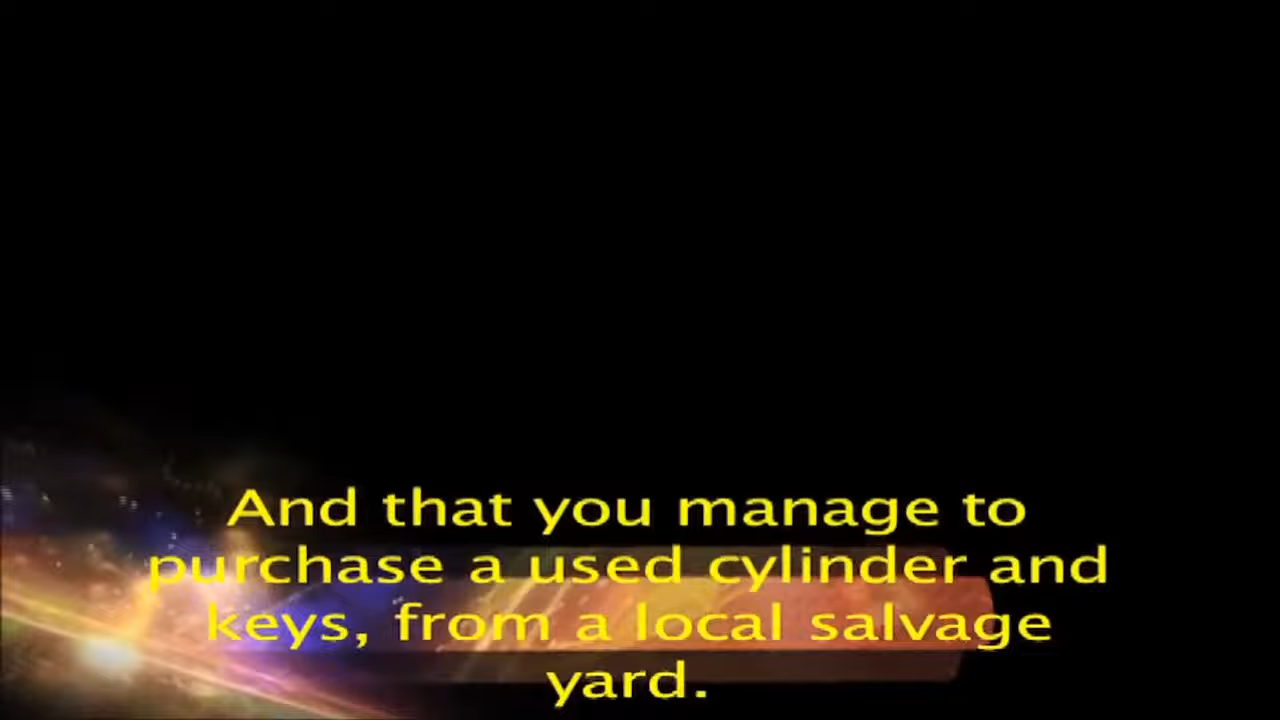 And that you manage to
purchase a used cylinder and
keys, from a local salvage
yard.